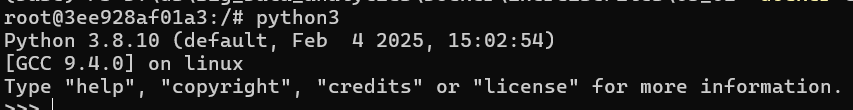 root@3ee928af01a3:/# python3
Python 3.8.10 (default, Feb  4 2025, 15:02:54)
[GCC 9.4.0] on linux
Type "help", "copyright", "credits" or "license" for more information.
>>>